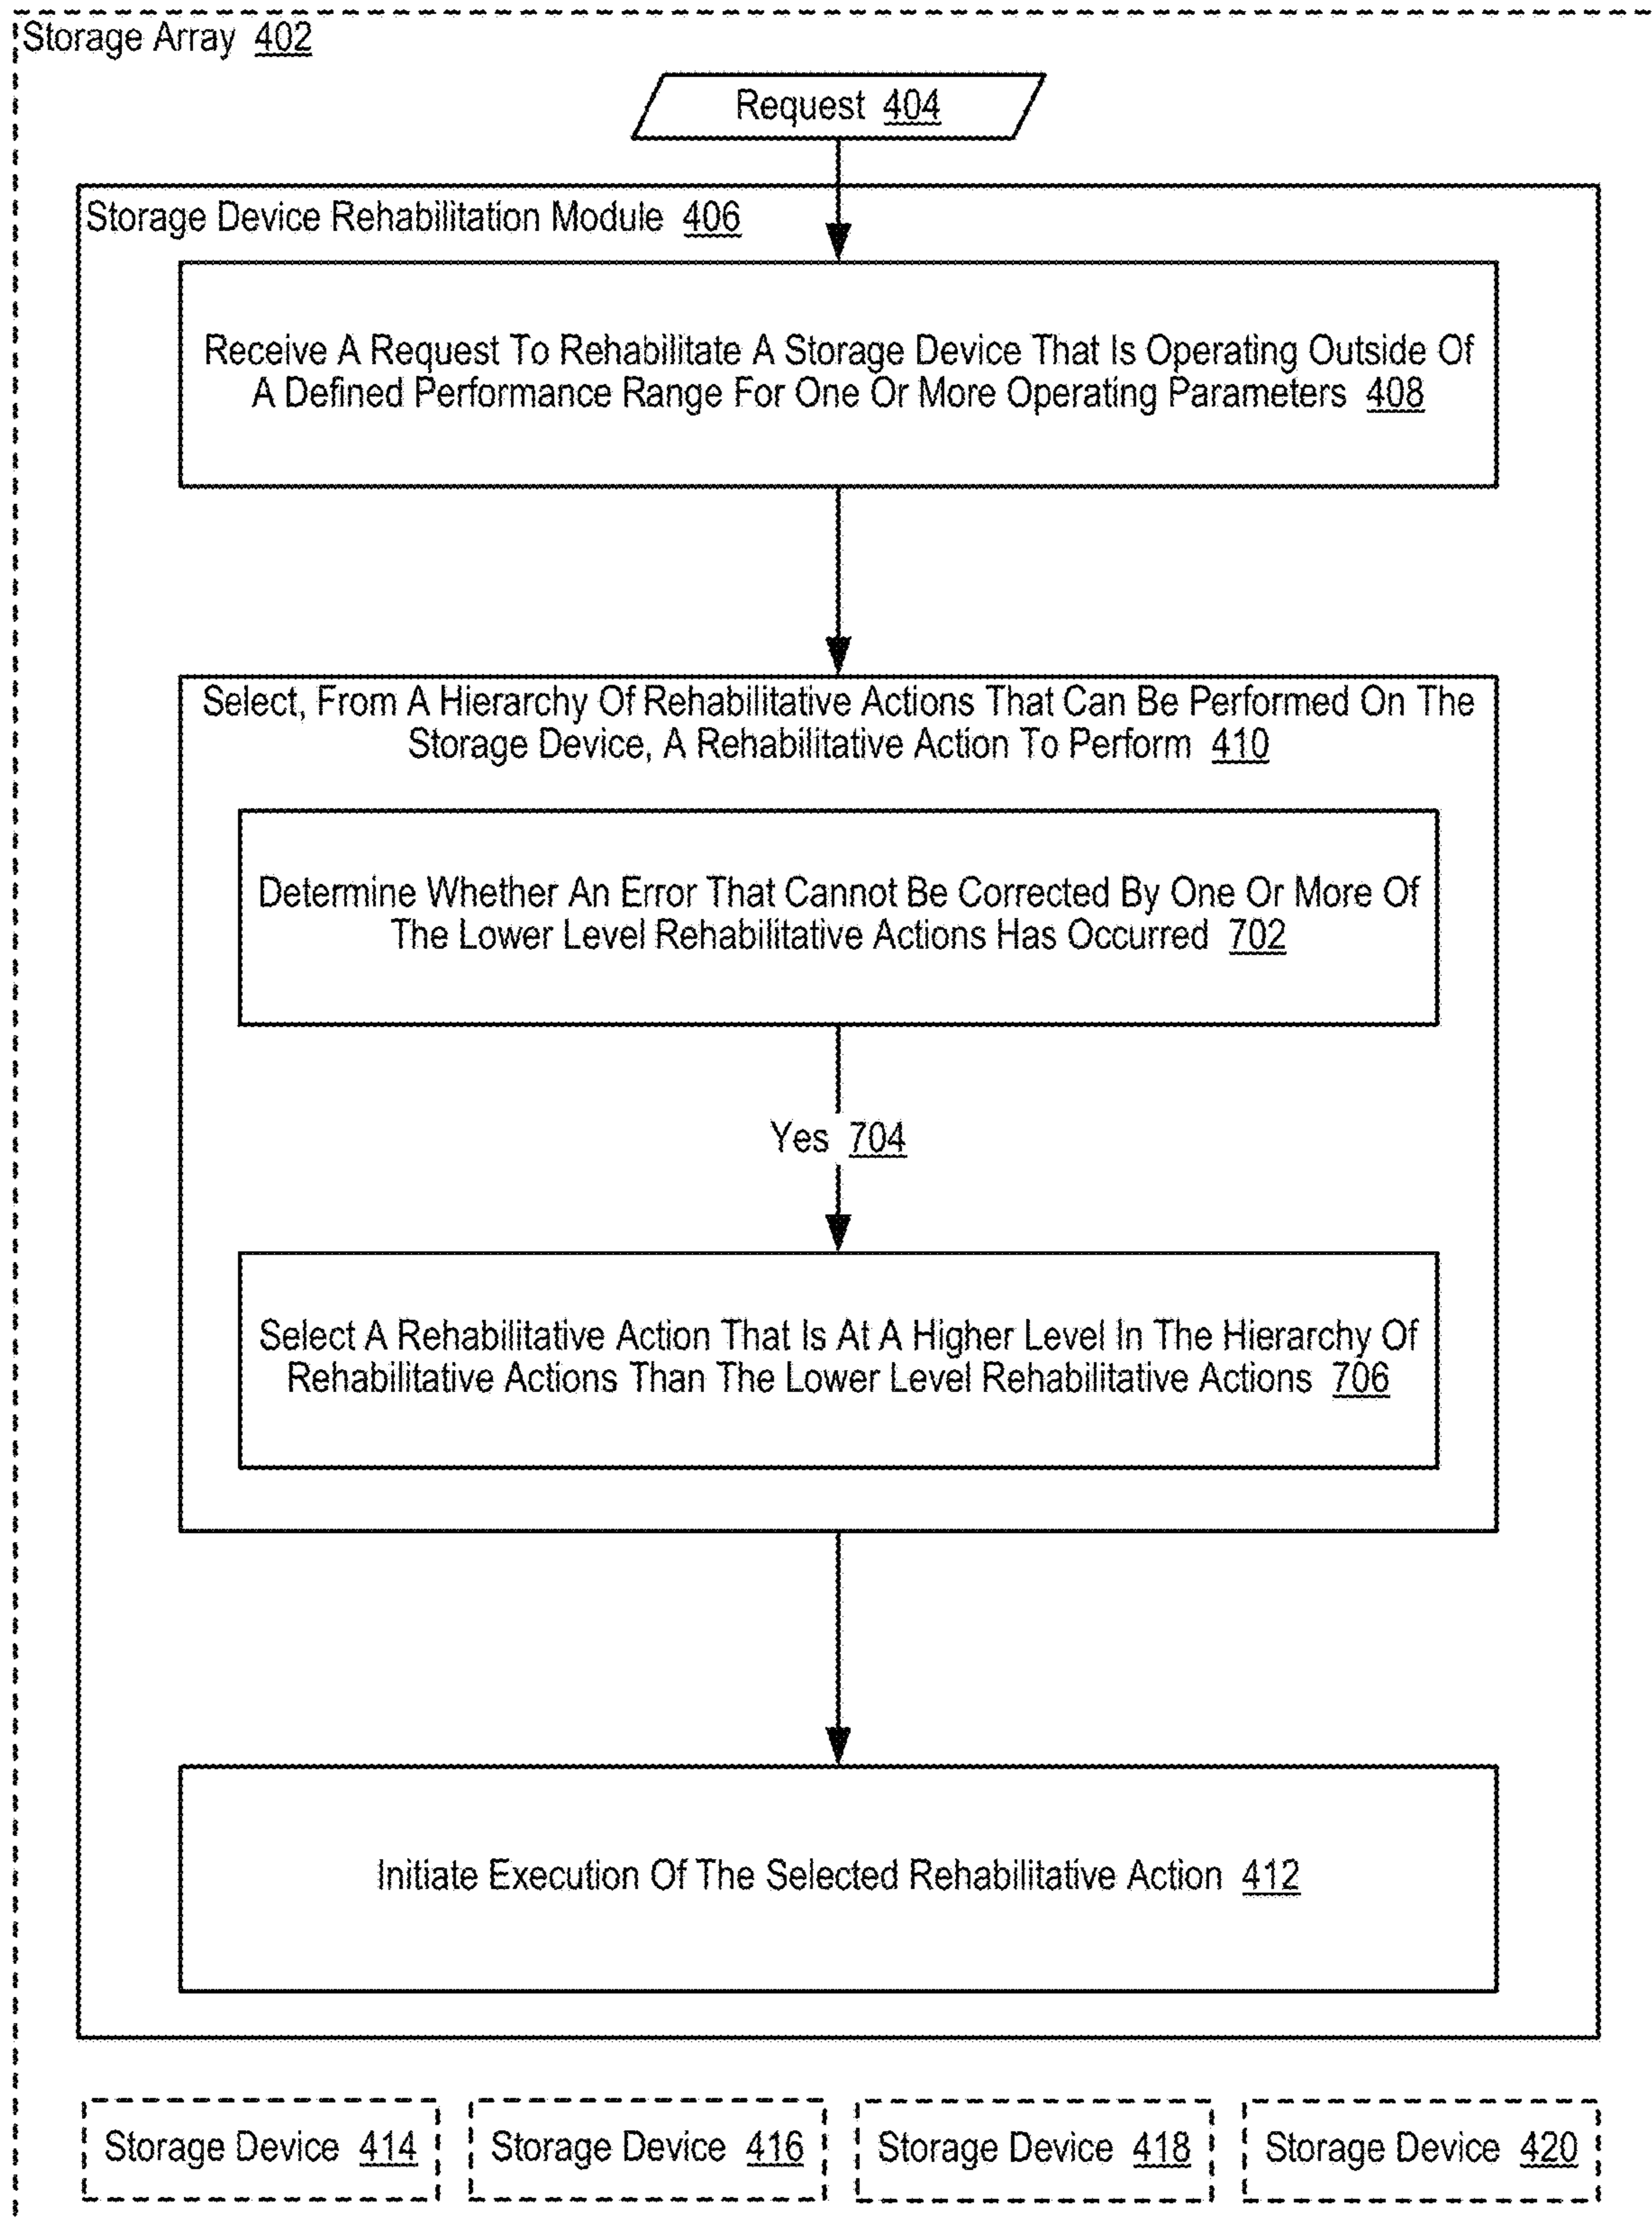 Storage Array 402
Request 404
Storage Device Rehabilitation Module 406
Receive A Request To Rehabilitate A Storage Device That Is Operating Outside Of
A Defined Performance Range For One Or More Operating Parameters 408
Select, From A Hierarchy Of Rehabilitative Actions That Can Be Performed On The
Storage Device, A Rehabilitative Action To Perform 410
Determine Whether An Error That Cannot Be Corrected By One Or More Of
The Lower Level Rehabilitative Actions Has Occurred 702
Yes 704
Select A Rehabilitative Action That Is At A Higher Level In The Hierarchy Of
Rehabilitative Actions Than The Lower Level Rehabilitative Actions 706
Initiate Execution Of The Selected Rehabilitative Action 412
Storage Device 414
Storage Device 416
Storage Device 418
Storage Device 420